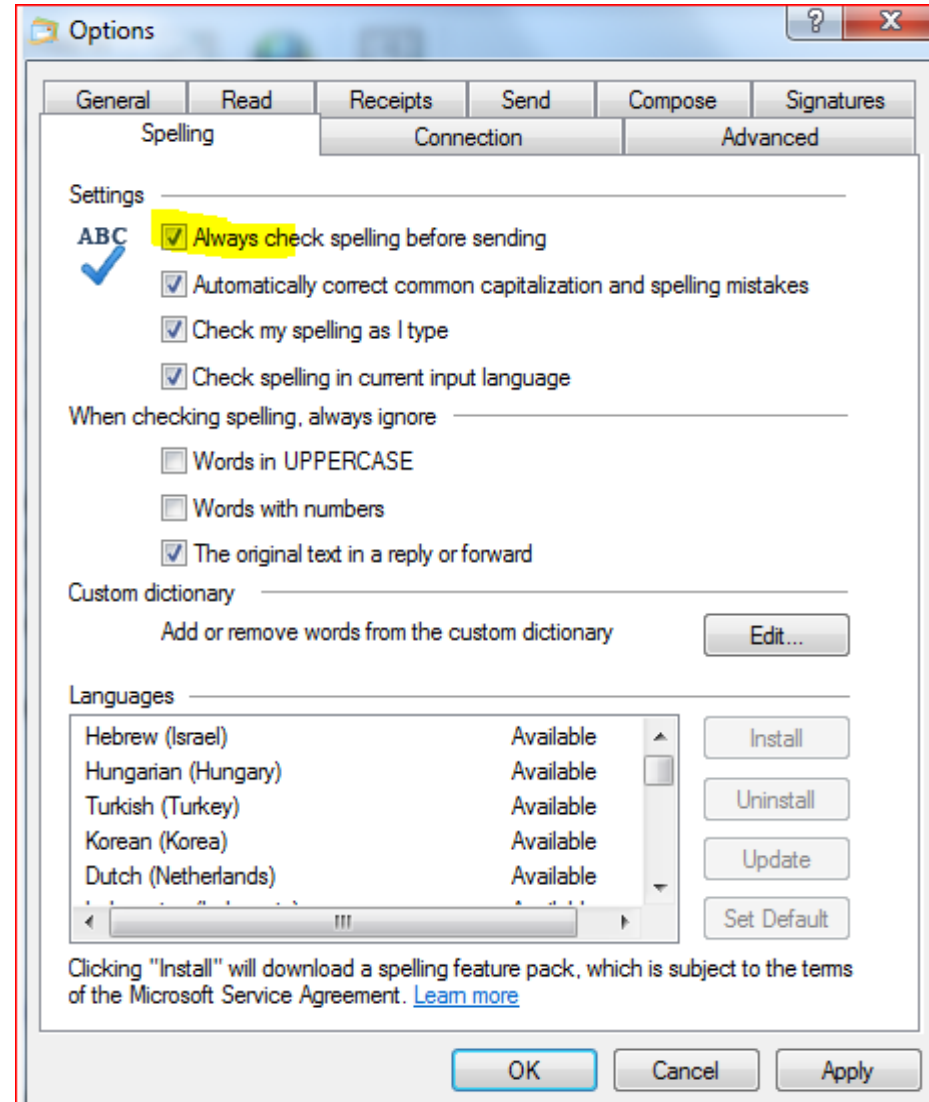 Options
General Read Receipts Send Compose Signatures
Spelling Connection Advanced
Settings
ABC
Always check spelling before sending
Automatically correct common capitalization and spelling mistakes
Check my spelling as I type
Check spelling in current input language
When checking spelling, always ignore
Words in UPPERCASE
Words with numbers
The original text in a reply or forward
Custom dictionary
Add or remove words from the custom dictionary Edit...
Languages
Hebrew (Israel) Available Install
Hungarian (Hungary) Available
Turkish (Turkey) Available Uninstall
Korean (Korea) Available
Dutch (Netherlands) Available Update
Set Default
Clicking "Install" will download a spelling feature pack, which is subject to the terms
of the Microsoft Service Agreement. Learn more
OK Cancel Apply